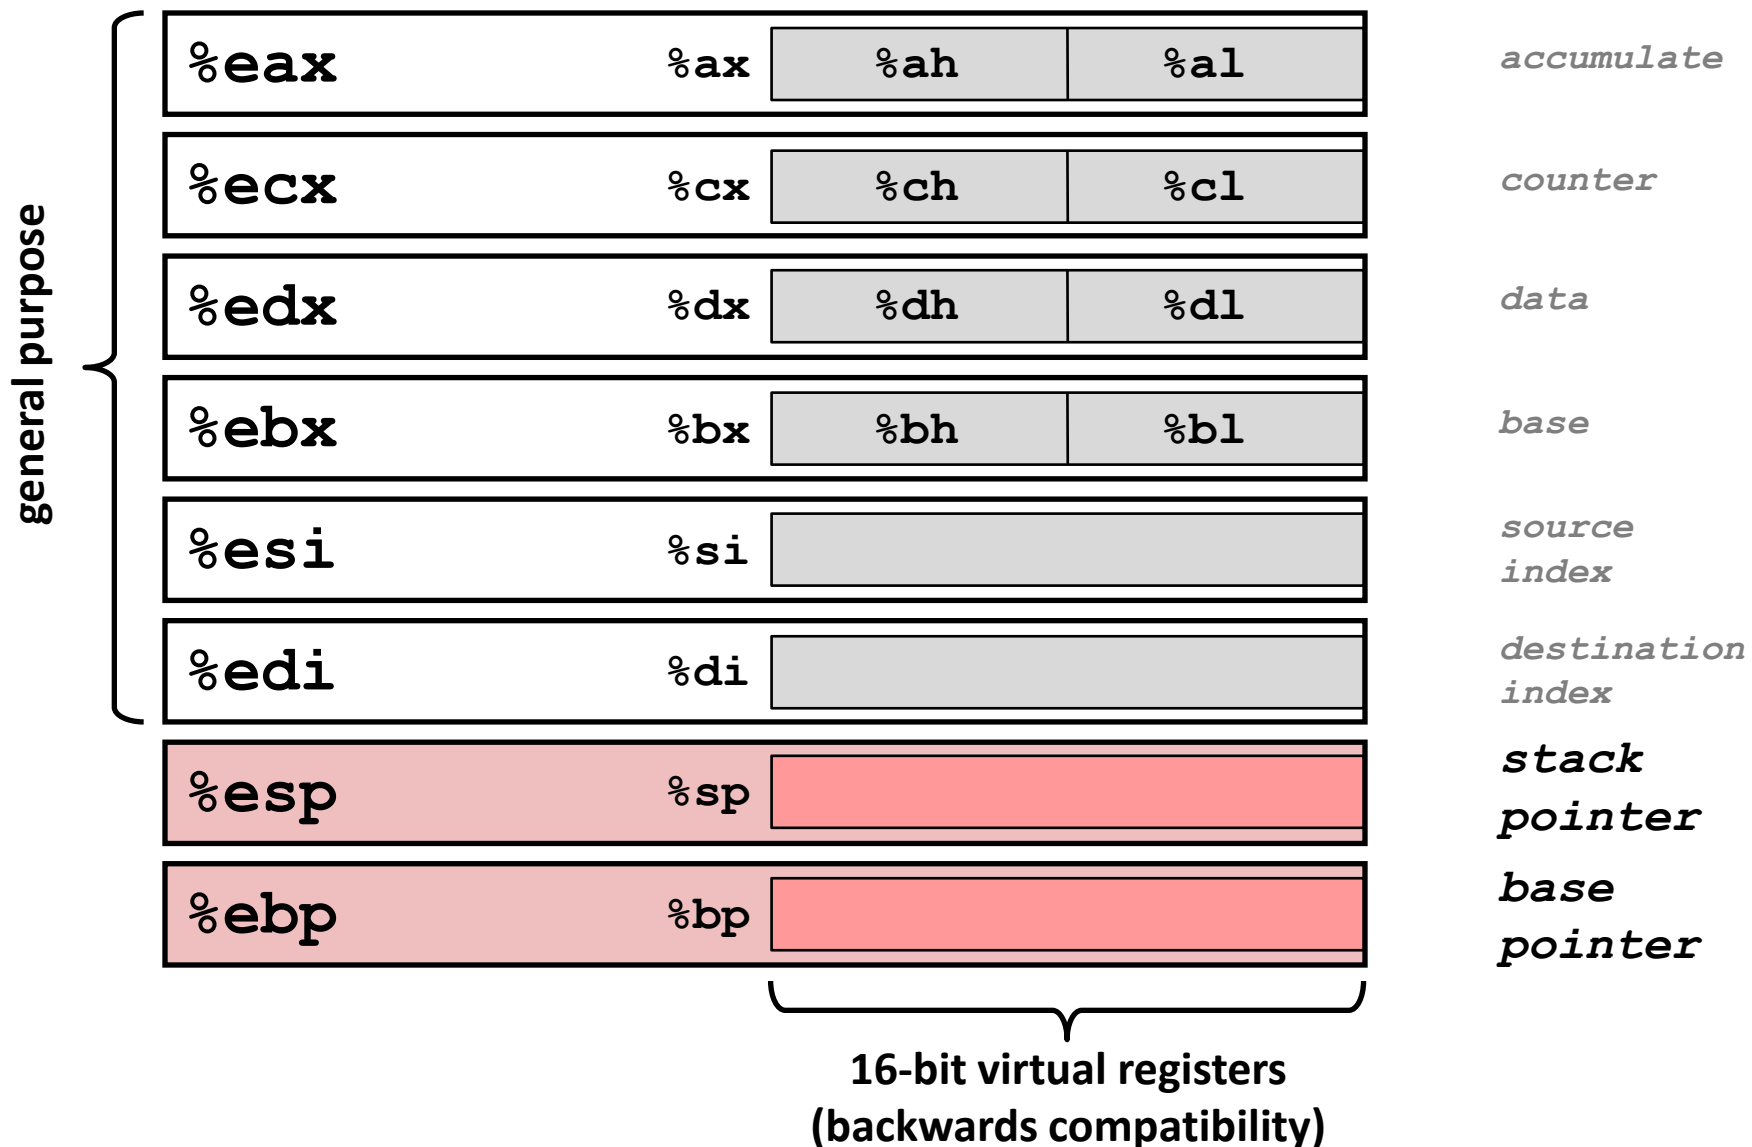 general purpose
%eax %ax %ah %al accumulate
%ecx %cx %ch %cl counter
%edx %dx %dh %dl data
%ebx %bx %bh %bl base
%esi %si source
index
%edi %di destination
index
%esp %sp stack
pointer
%ebp %bp base
pointer
16-bit virtual registers
(backwards compatibility)